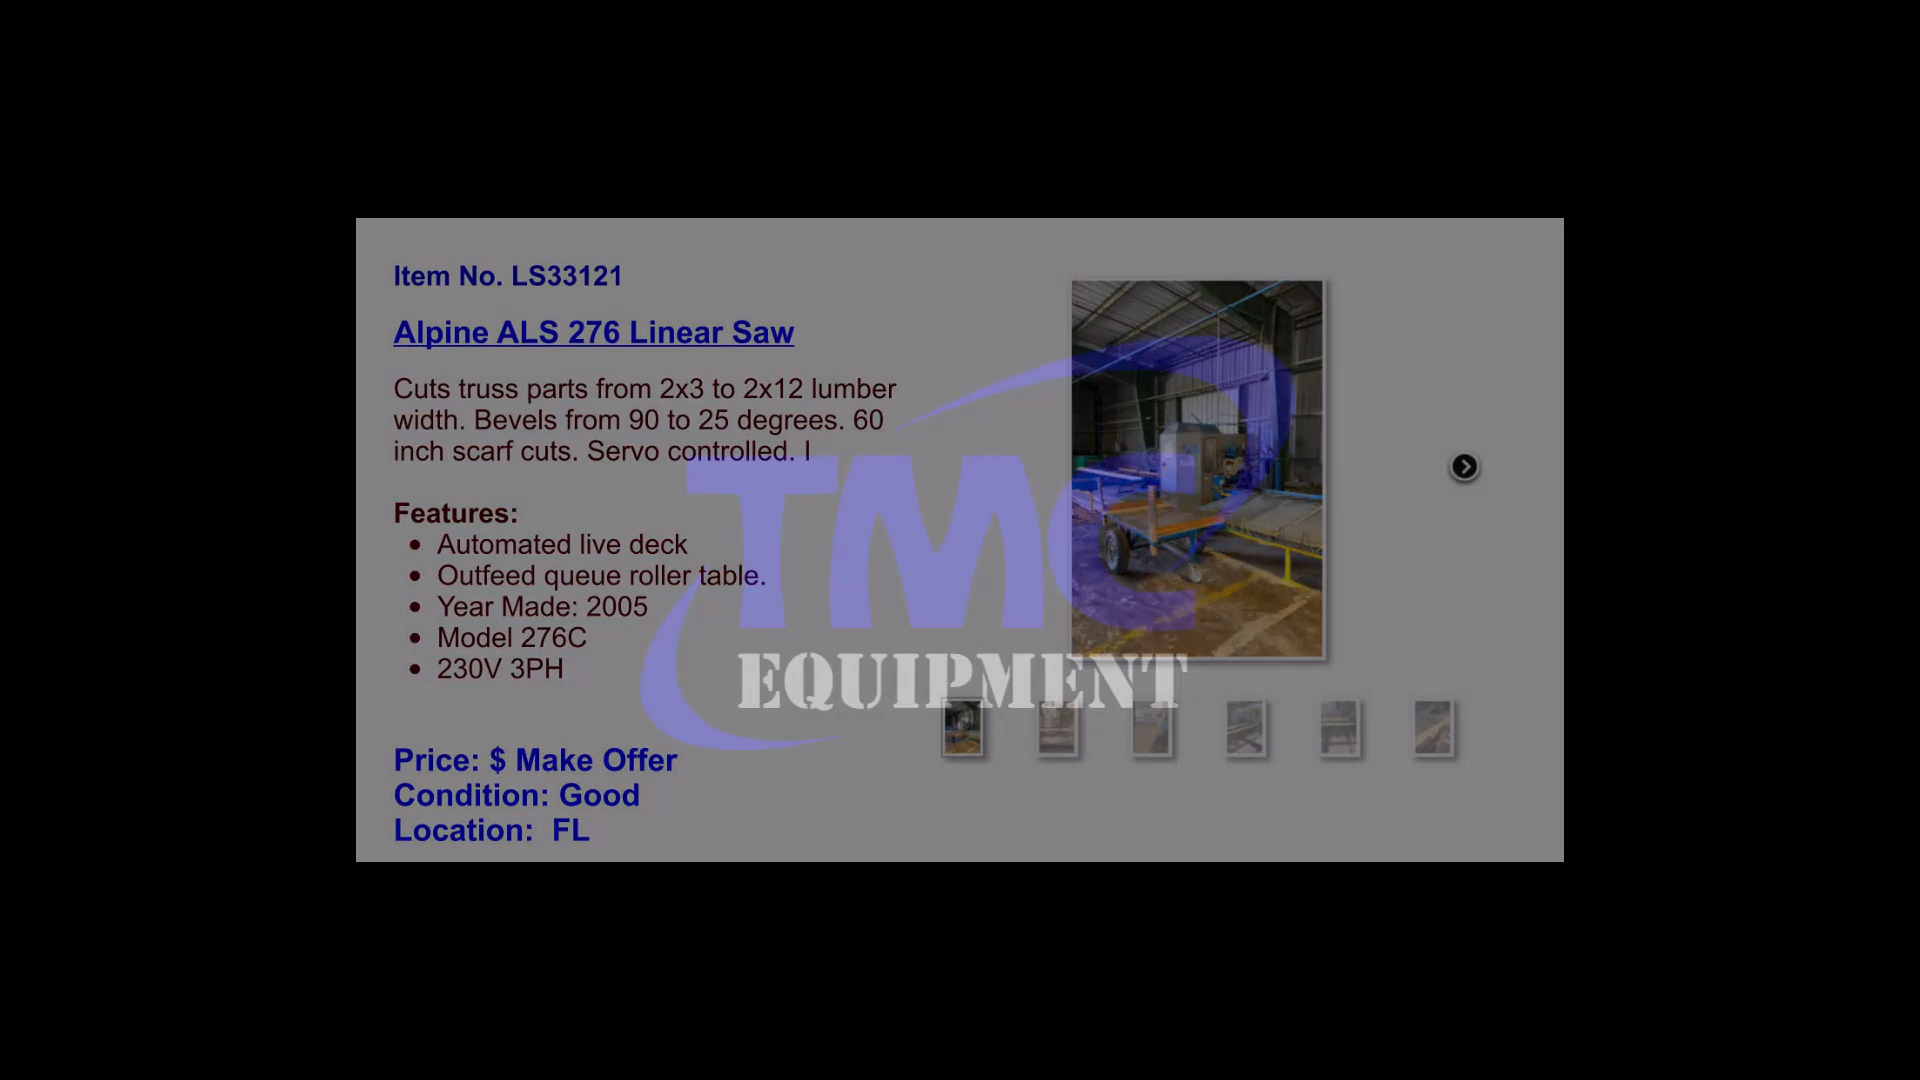 Item No. LS33121
Alpine ALS 276 Linear Saw
Cuts truss parts from 2x3 to 2x12 lumber
width. Bevels from 90 to 25 degrees. 60
inch scarf cuts. Servo controlled. I
Features:
• Automated live deck
• Outfeed queue roller table.
• Year Made: 2005
• Model 276C
• 230V 3PH
Price: $ Make Offer
Condition: Good
Location: FL
TMC
EQUIPMENT